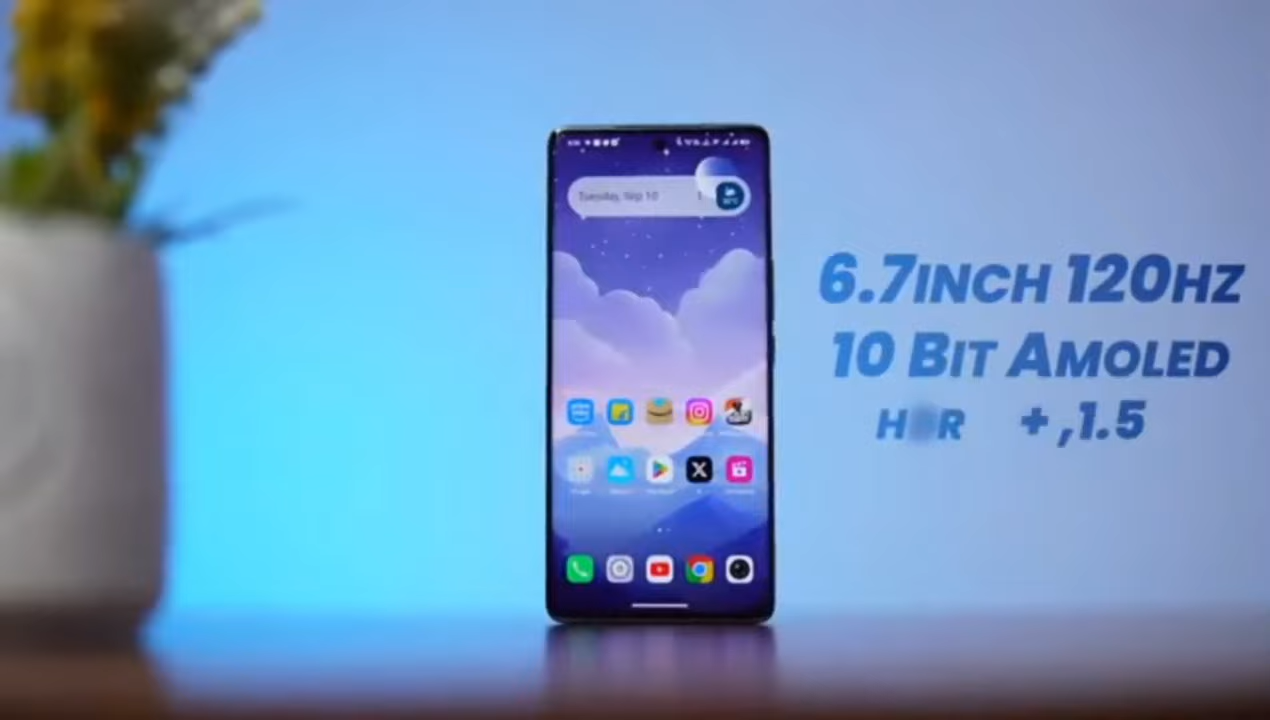 Tuesday, Sep 10
6.7INCH 120HZ
10 BIT AMOLED
H R + ,1.5